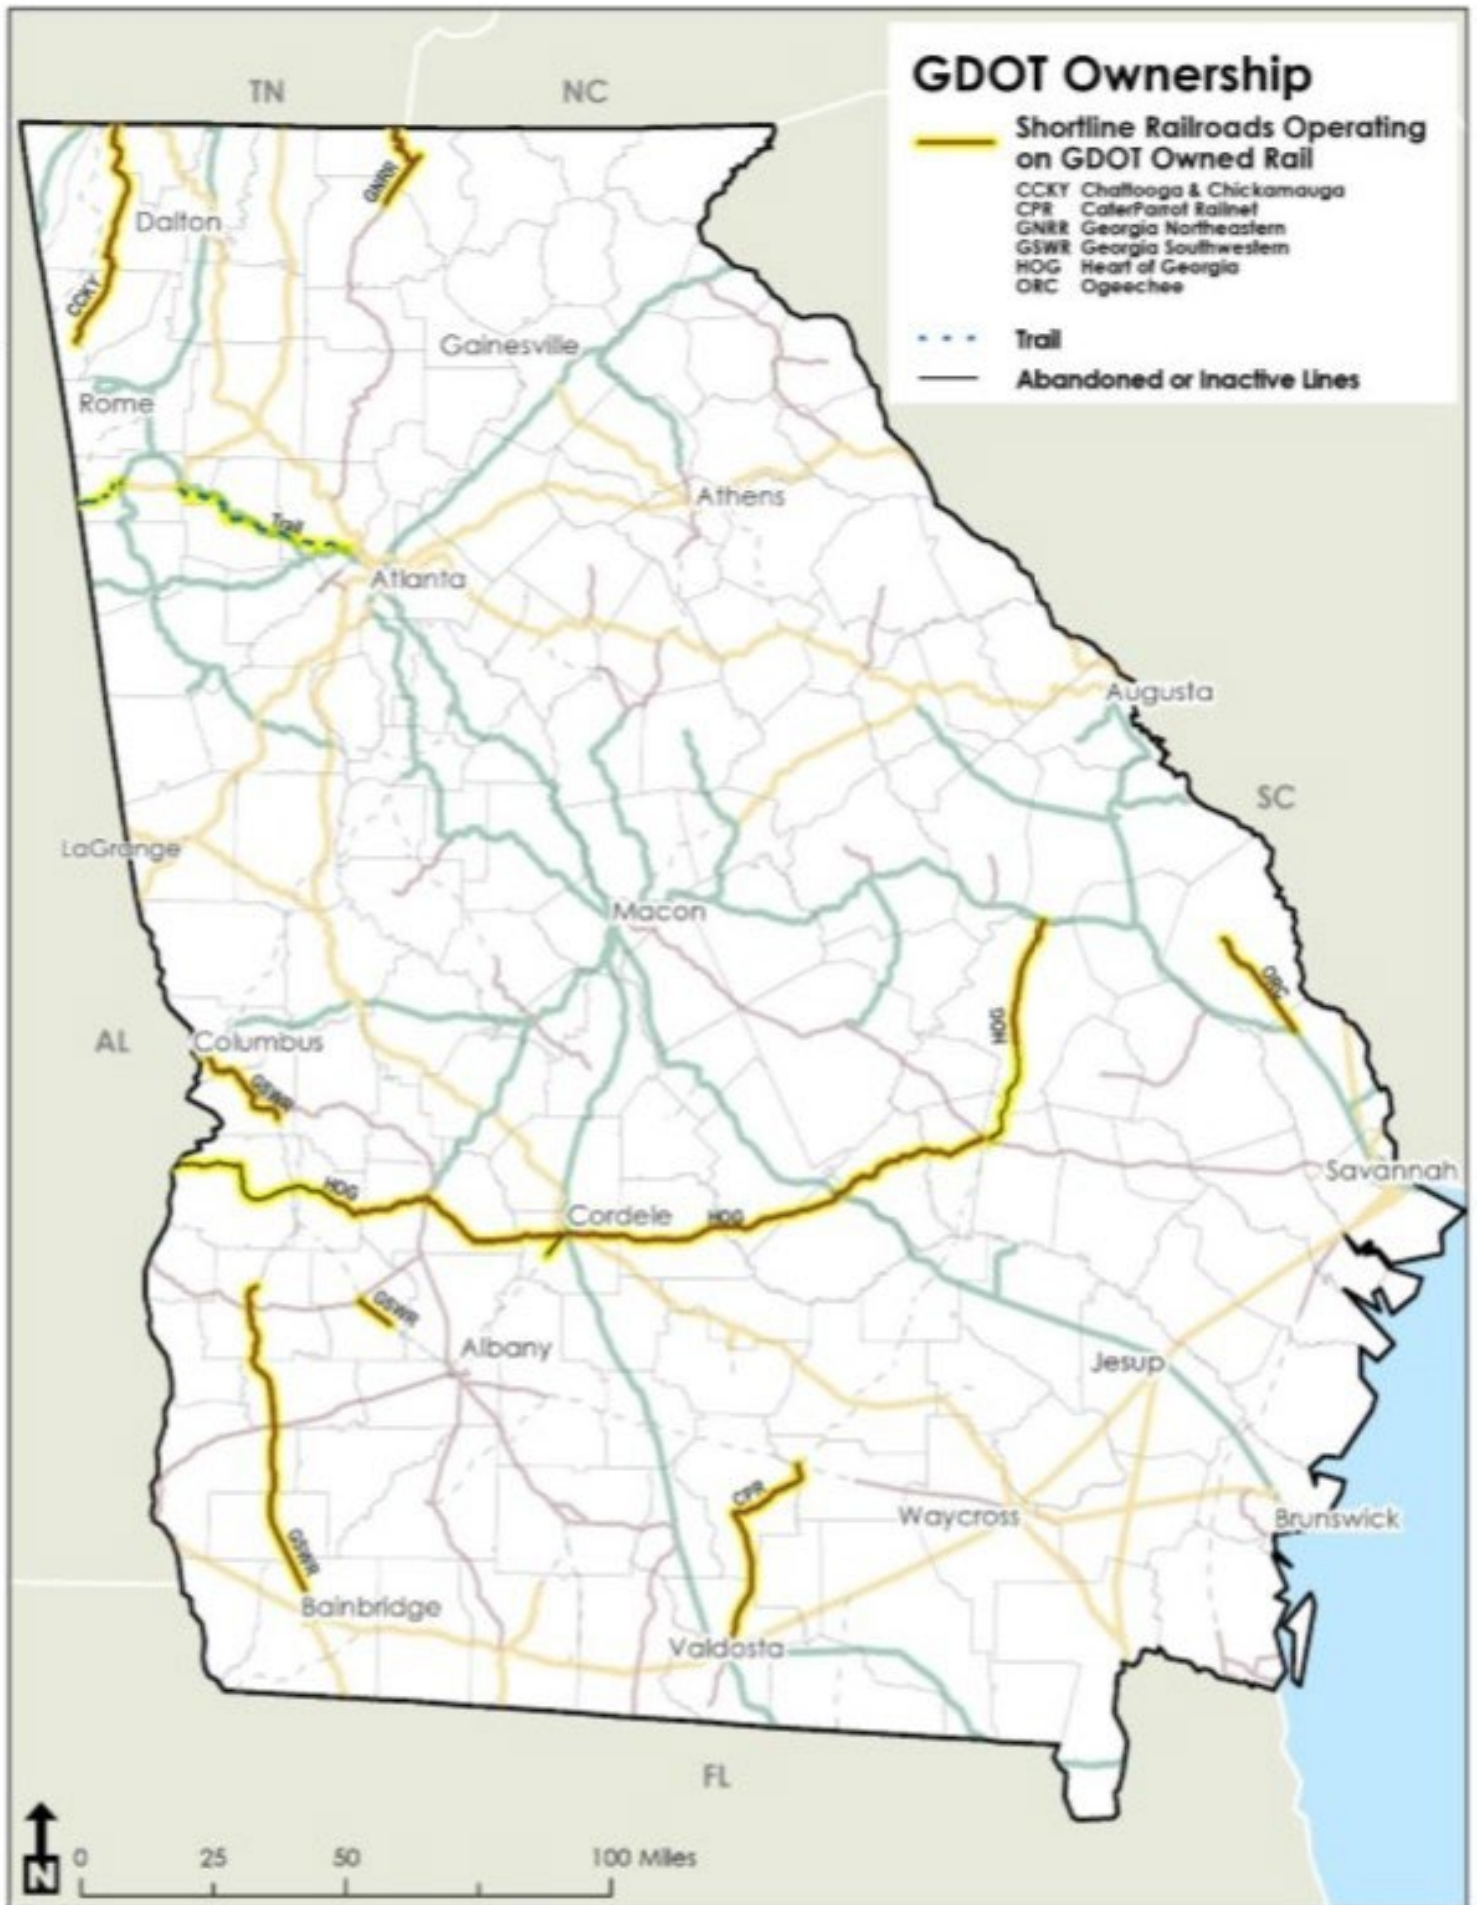 TN
NC
GDOT Ownership
Shortline Railroads Operating
on GDOT Owned Rail
CCKY Chattooga & Chickamauga
CPR CaterParrot Railnet
GNRR Georgia Northeastern
GSWR Georgia Southwestern
HOG Heart of Georgia
ORC Ogeechee
Trail
Abandoned or Inactive Lines
GNRR
Dalton
CCKY
Gainesville
Rome
Athens
Trail
Atlanta
Augusta
SC
LaGrange
Macon
ORC
HOG
AL
Columbus
GSWR
Savannah
HOG
Cordele
HOG
GSWR
Albany
Jesup
CPR
Waycross
Brunswick
GSWR
Bainbridge
Valdosta
FL
N
0 25 50 100 Miles